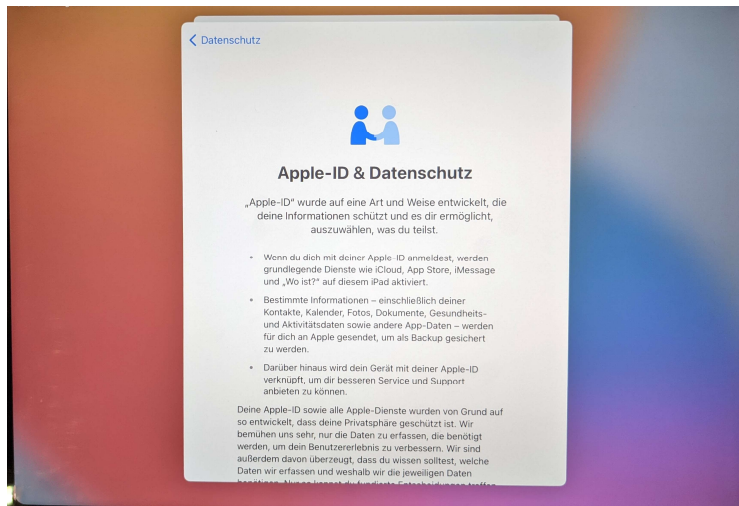 Datenschutz
Apple-ID & Datenschutz
„Apple-ID“ wurde auf eine Art und Weise entwickelt, die
deine Informationen schützt und es dir ermöglicht,
auszuwählen, was du teilst.
• Wenn du dich mit deiner Apple-ID anmeldest, werden
grundlegende Dienste wie iCloud, App Store, iMessage
und „Wo ist?“ auf diesem iPad aktiviert.
• Bestimmte Informationen – einschließlich deiner
Kontakte, Kalender, Fotos, Dokumente, Gesundheits-
und Aktivitätsdaten sowie andere App-Daten – werden
für dich an Apple gesendet, um als Backup gesichert
zu werden.
• Darüber hinaus wird dein Gerät mit deiner Apple-ID
verknüpft, um dir besseren Service und Support
anbieten zu können.
Deine Apple-ID sowie alle Apple-Dienste wurden von Grund auf
so entwickelt, dass deine Privatsphäre geschützt ist. Wir
bemühen uns sehr, nur die Daten zu erfassen, die benötigt
werden, um dein Benutzererlebnis zu verbessern. Wir sind
außerdem davon überzeugt, dass du wissen solltest, welche
Daten wir erfassen und weshalb wir die jeweiligen Daten